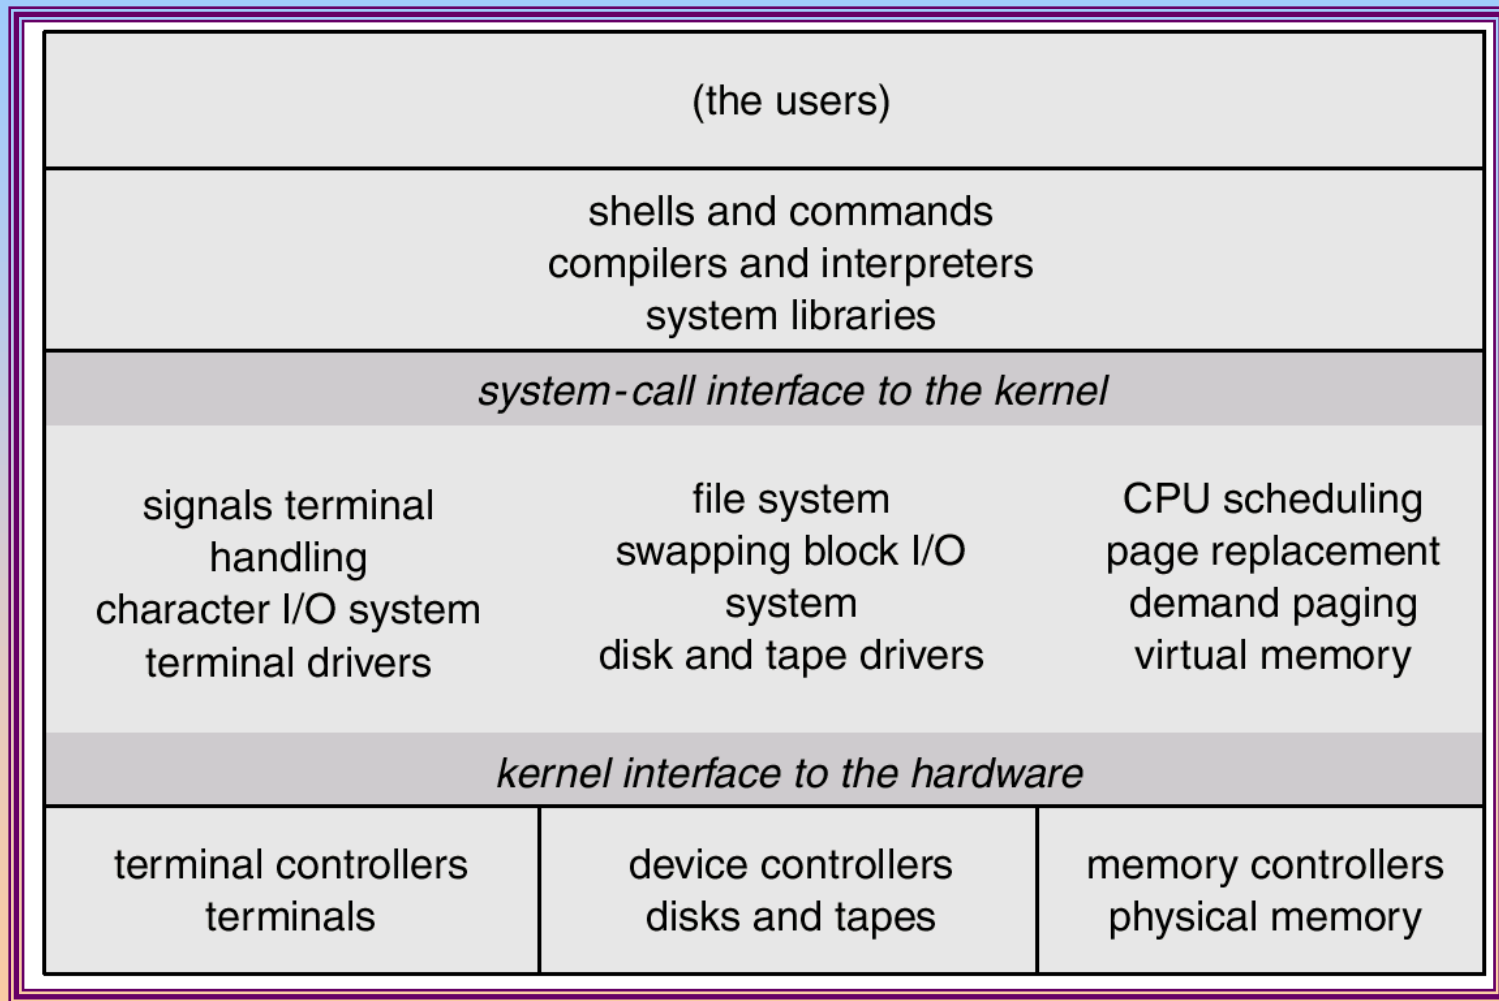 (the users)
shells and commands
compilers and interpreters
system libraries
system-call interface to the kernel
signals terminal
handling
character I/O system
terminal drivers
file system
swapping block I/O
system
disk and tape drivers
CPU scheduling
page replacement
demand paging
virtual memory
kernel interface to the hardware
terminal controllers
terminals
device controllers
disks and tapes
memory controllers
physical memory